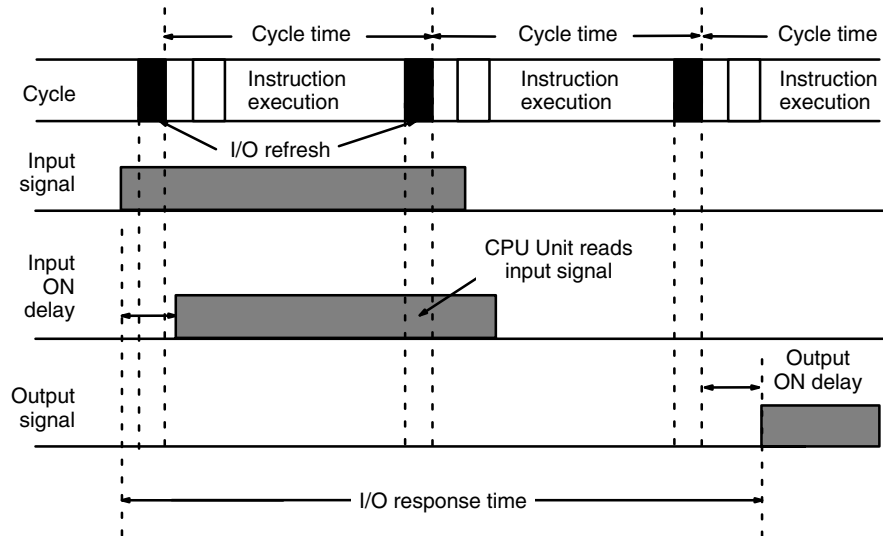 Cycle time
Cycle time
Cycle time
Cycle
Instruction
execution
Instruction
execution
Instruction
execution
I/O refresh
Input
signal
CPU Unit reads
input signal
Input
ON
delay
Output
ON delay
Output
signal
I/O response time